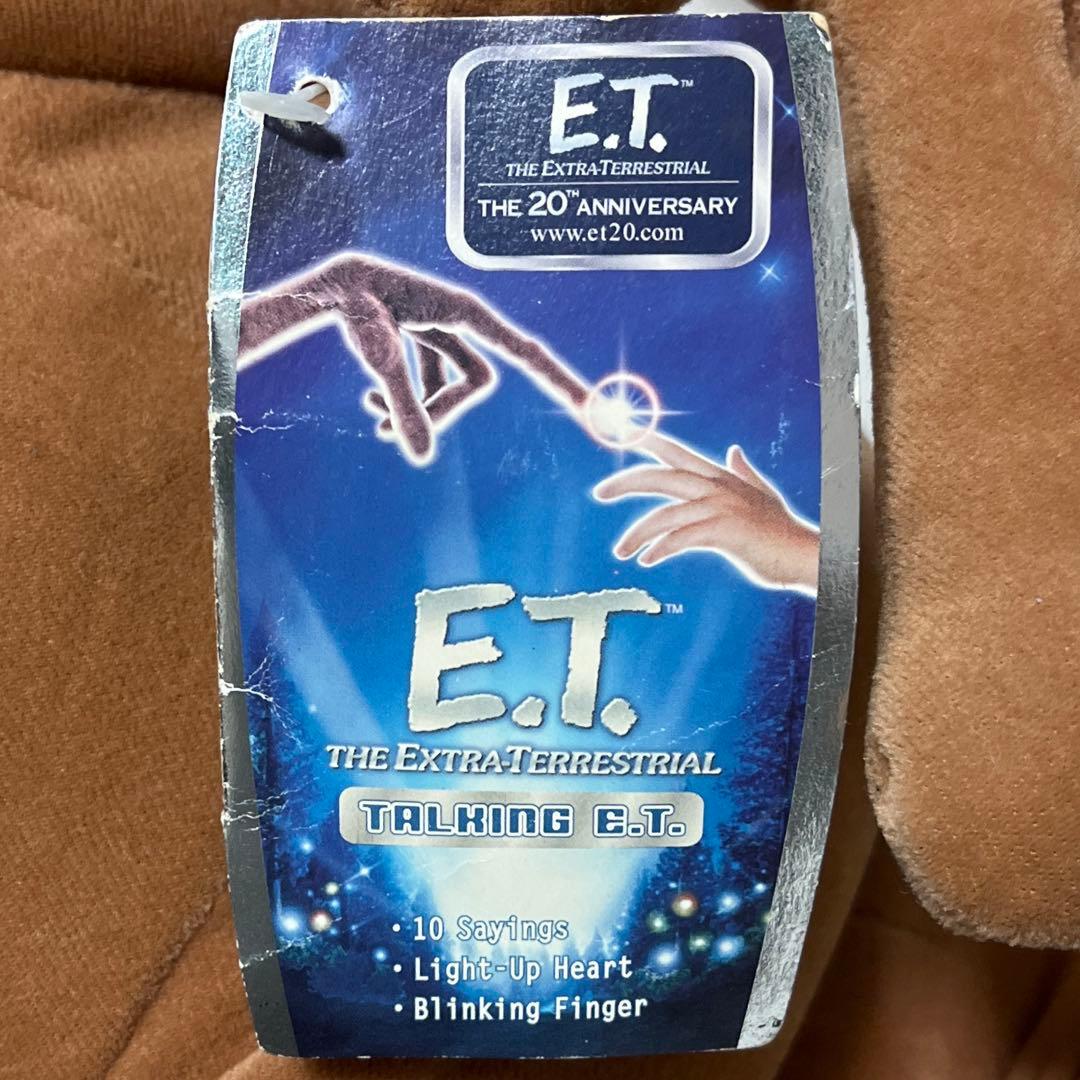 E.T.™
THE EXTRA-TERRESTRIAL
THE 20TH ANNIVERSARY
www.et20.com
E.T.™
THE EXTRA-TERRESTRIAL
TALKING E.T.
• 10 Sayings
• Light-Up Heart
• Blinking Finger